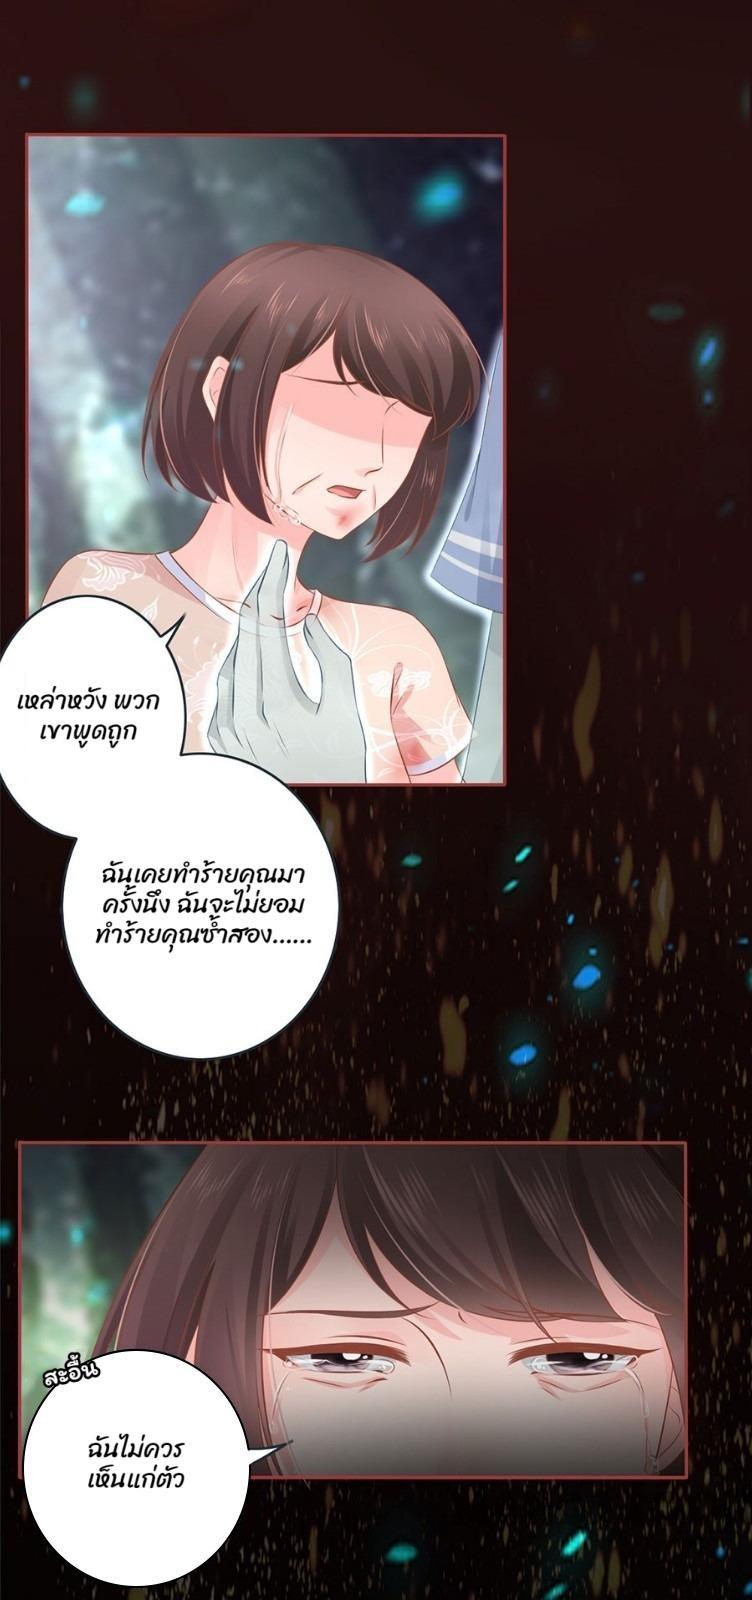 เหล่าหวัง พวก
เขาพูดถูก
ฉันเคยทำร้ายคุณมา
ครั้งนึง ฉันจะไม่ยอม
ทำร้ายคุณซ้ำสอง......
สะอื้น
ฉันไม่ควร
เห็นแก่ตัว